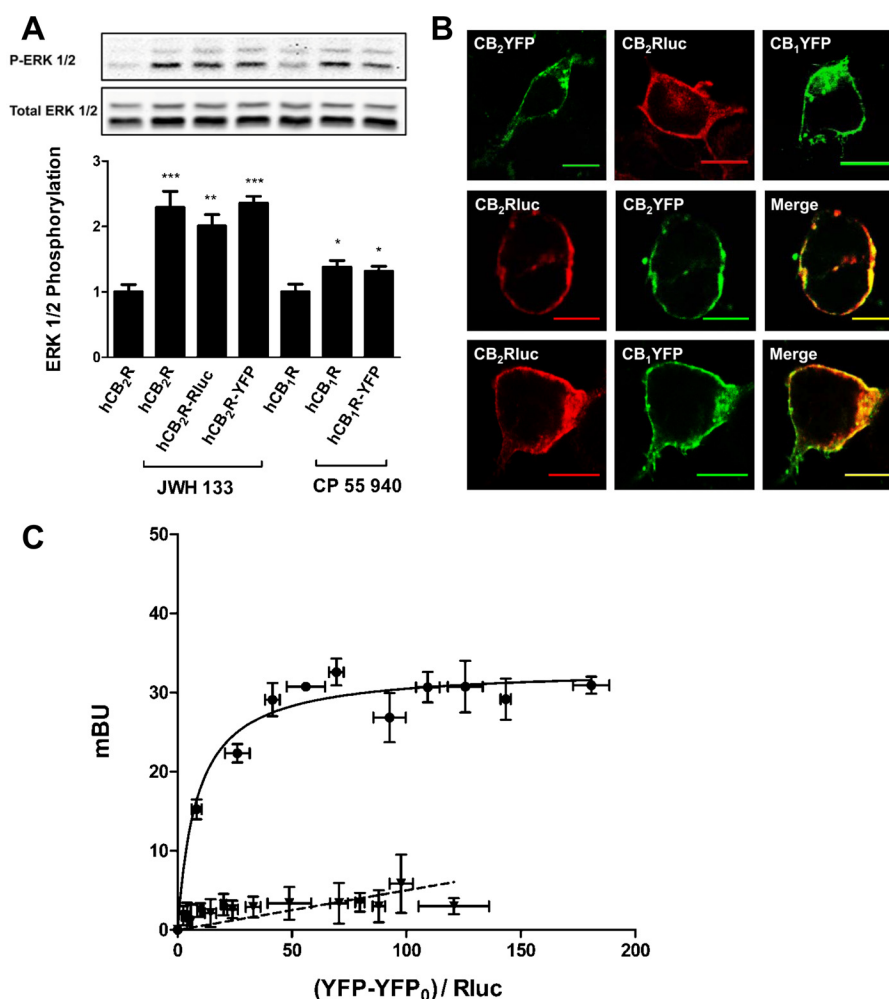 A
P-ERK 1/2
Total ERK 1/2
ERK 1/2 Phosphorylation
3
2
1
0
***
**
***
*
*
hCB₂R
hCB₂R
hCB₂R-Rluc
hCB₂R-YFP
hCB₁R
hCB₁R
hCB₁R-YFP
JWH 133
CP 55 940
B
CB₂YFP
CB₂Rluc
CB₁YFP
CB₂Rluc
CB₂YFP
Merge
CB₂Rluc
CB₁YFP
Merge
C
mBU
50
40
30
20
10
0
0
50
100
150
200
(YFP-YFP₀)/ Rluc